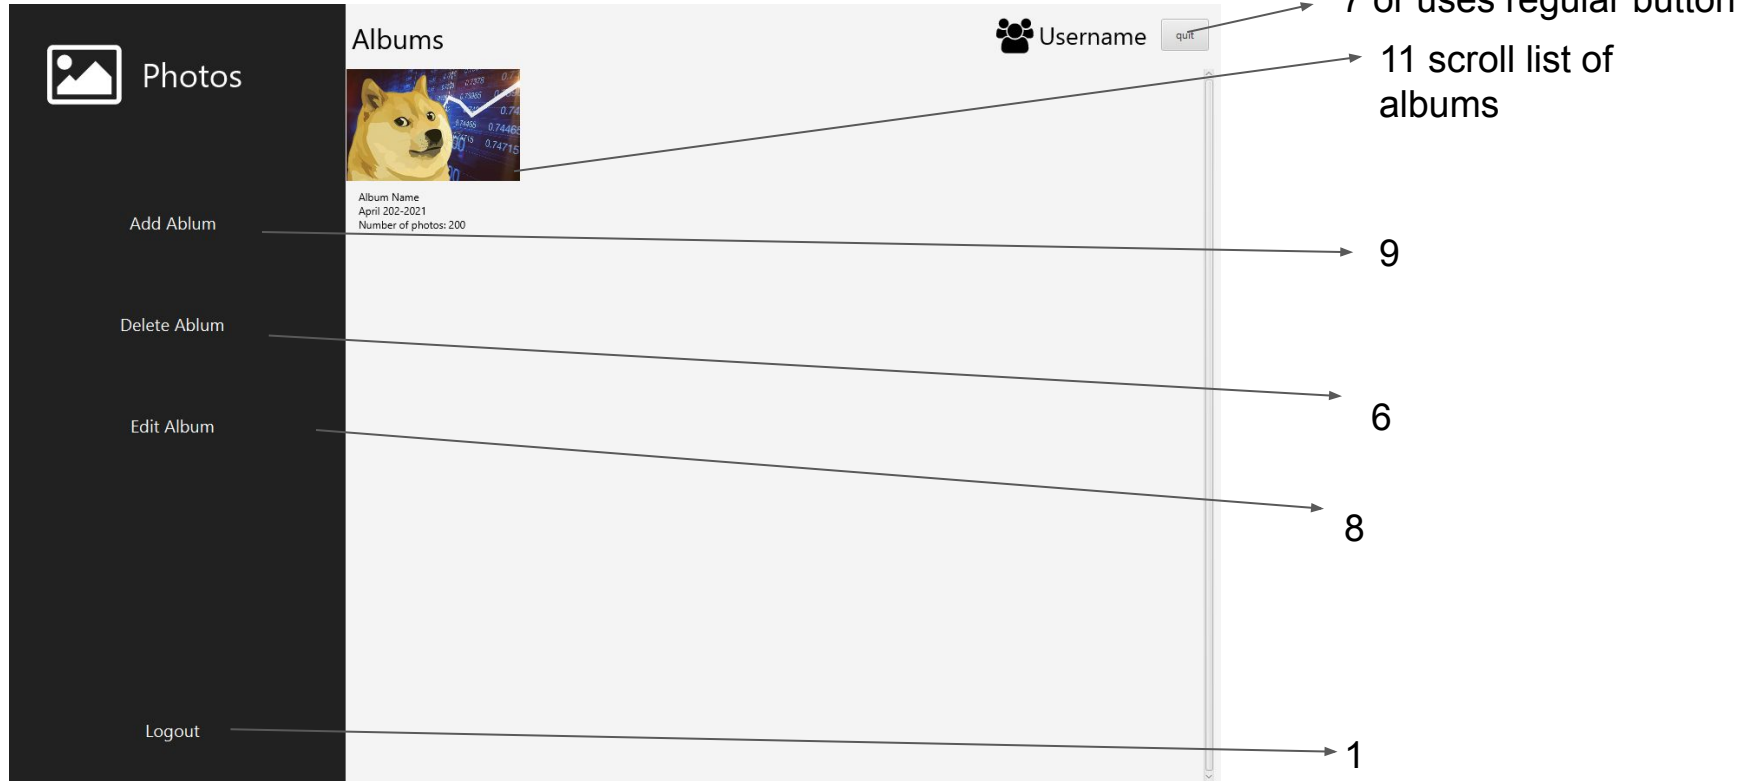 7 or uses regular button
Albums
Username
quit
Photos
11 scroll list of
albums
Album Name
April 202-2021
Number of photos: 200
Add Ablum
9
Delete Ablum
6
Edit Album
8
Logout
1